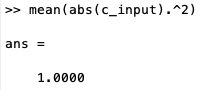 >> mean(abs(c_input).^2)
ans =
1.0000